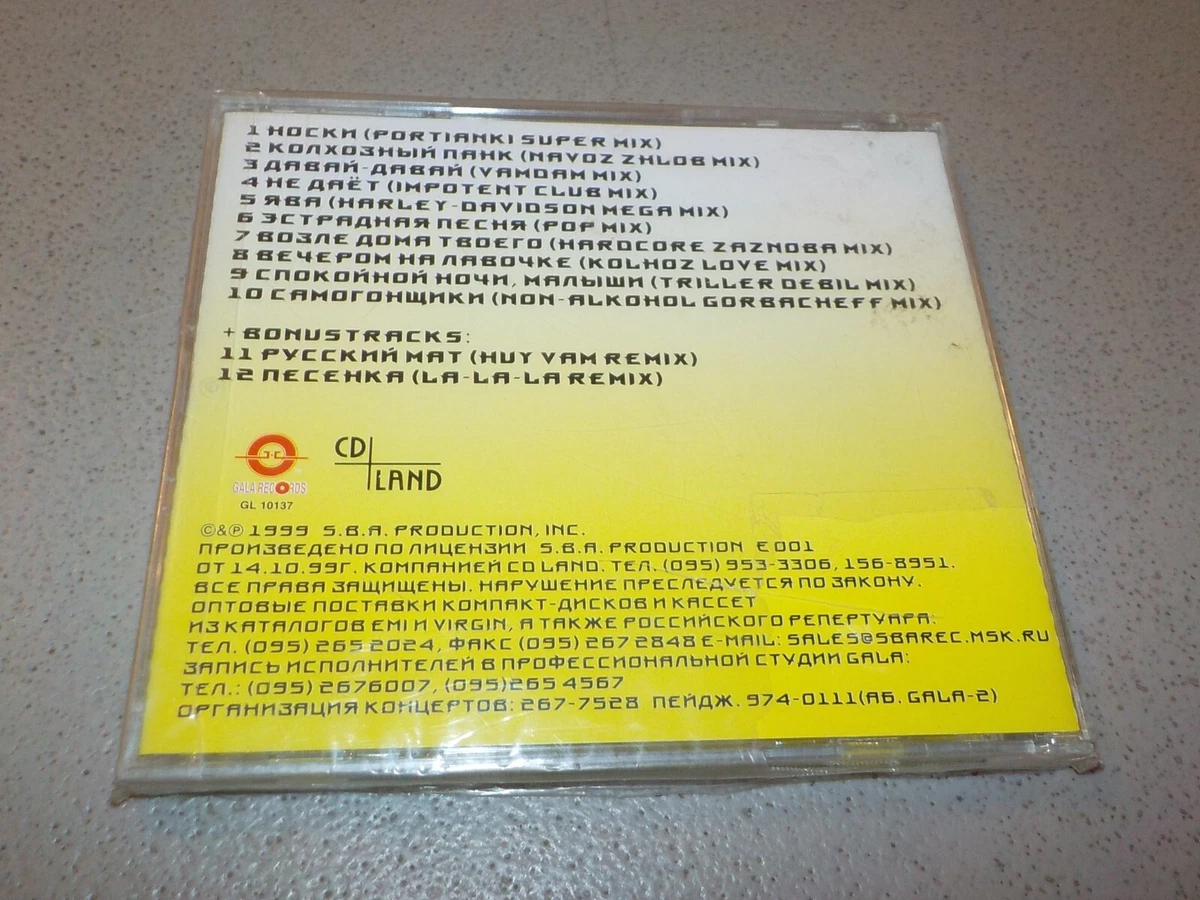 1 НОСКИ (PORTIANKI SUPER MIX)
2 КОЛХОЗНЫЙ ПАНК (NAVOZ ZHLOB MIX)
3 ДАВАЙ-ДАВАЙ (VAMDAM MIX)
4 НЕ ДАЁТ (IMPOTENT CLUB MIX)
5 ЯВА (HARLEY-DAVIDSON MEGA MIX)
6 ЭСТРАДНАЯ ПЕСНЯ (POP MIX)
7 ВОЗЛЕ ДОМА ТВОЕГО (HARDCORE ZAZNOBA MIX)
8 ВЕЧЕРОМ НА ЛАВОЧКЕ (KOLHOZ LOVE MIX)
9 СПОКОЙНОЙ НОЧИ, МАЛЫШИ (TRILLER DEBIL MIX)
10 САМОГОНЩИКИ (NON-ALKOHOL GORBACHEFF MIX)
+ BONUSTRACKS:
11 РУССКИЙ МАТ (HUY VAM REMIX)
12 ПЕСЕНКА (LA-LA-LA REMIX)
GALA RECORDS
GL 10137
CD LAND
©&℗ 1999 S.B.A. PRODUCTION, INC.
ПРОИЗВЕДЕНО ПО ЛИЦЕНЗИИ S.B.A. PRODUCTION E 001
ОТ 14.10.99Г. КОМПАНИЕЙ CD LAND. ТЕЛ. (095) 953-3306, 156-8951.
ВСЕ ПРАВА ЗАЩИЩЕНЫ. НАРУШЕНИЕ ПРЕСЛЕДУЕТСЯ ПО ЗАКОНУ.
ОПТОВЫЕ ПОСТАВКИ КОМПАКТ-ДИСКОВ И КАССЕТ
ИЗ КАТАЛОГОВ EMI И VIRGIN, А ТАКЖЕ РОССИЙСКОГО РЕПЕРТУАРА:
ТЕЛ. (095) 265 2024, ФАКС (095) 267 2848 E-MAIL: SALES@SBAREC.MSK.RU
ЗАПИСЬ ИСПОЛНИТЕЛЕЙ В ПРОФЕССИОНАЛЬНОЙ СТУДИИ GALA:
ТЕЛ.: (095) 2676007, (095)265 4567
ОРГАНИЗАЦИЯ КОНЦЕРТОВ: 267-7528 ПЕЙДЖ. 974-0111(АБ. GALA-2)